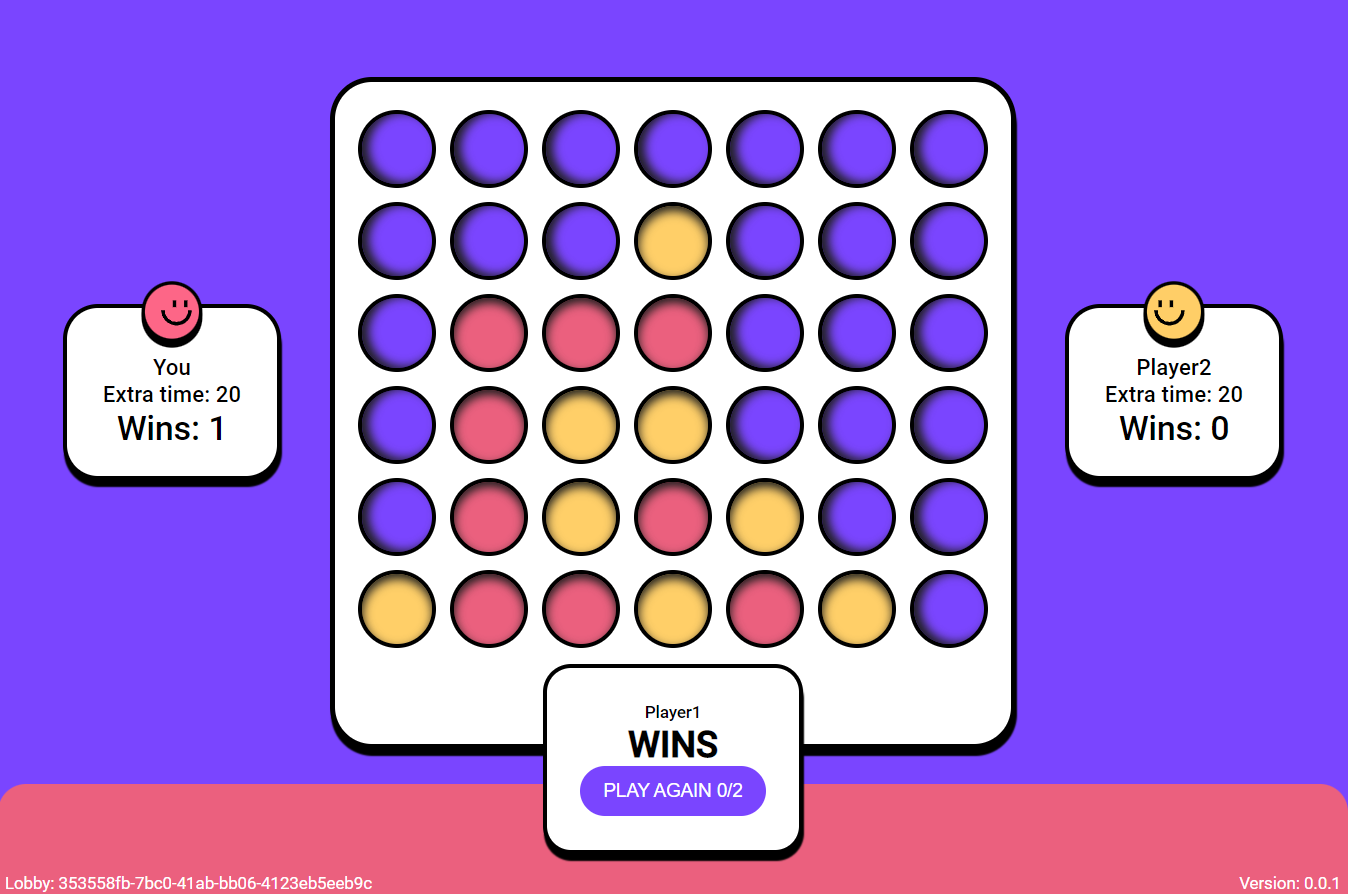 You
Extra time: 20
Wins: 1
Player2
Extra time: 20
Wins: 0
Player1
WINS
PLAY AGAIN 0/2
Lobby: 353558fb-7bc0-41ab-bb06-4123eb5eeb9c
Version: 0.0.1